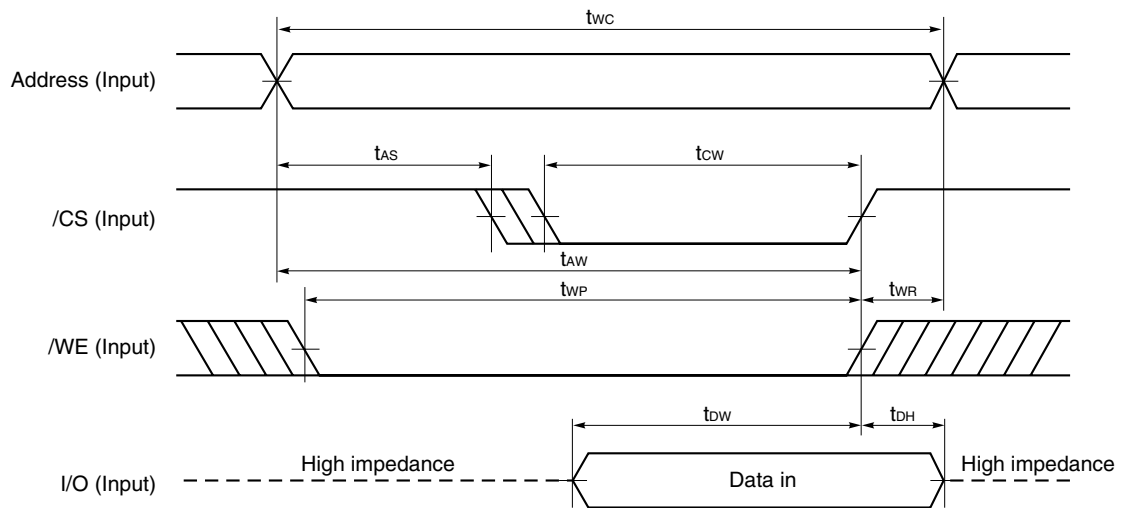 tWC
Address (Input)
tAS
tCW
/CS (Input)
tAW
tWP
tWR
/WE (Input)
tDW
tDH
High impedance
High impedance
I/O (Input)
Data in